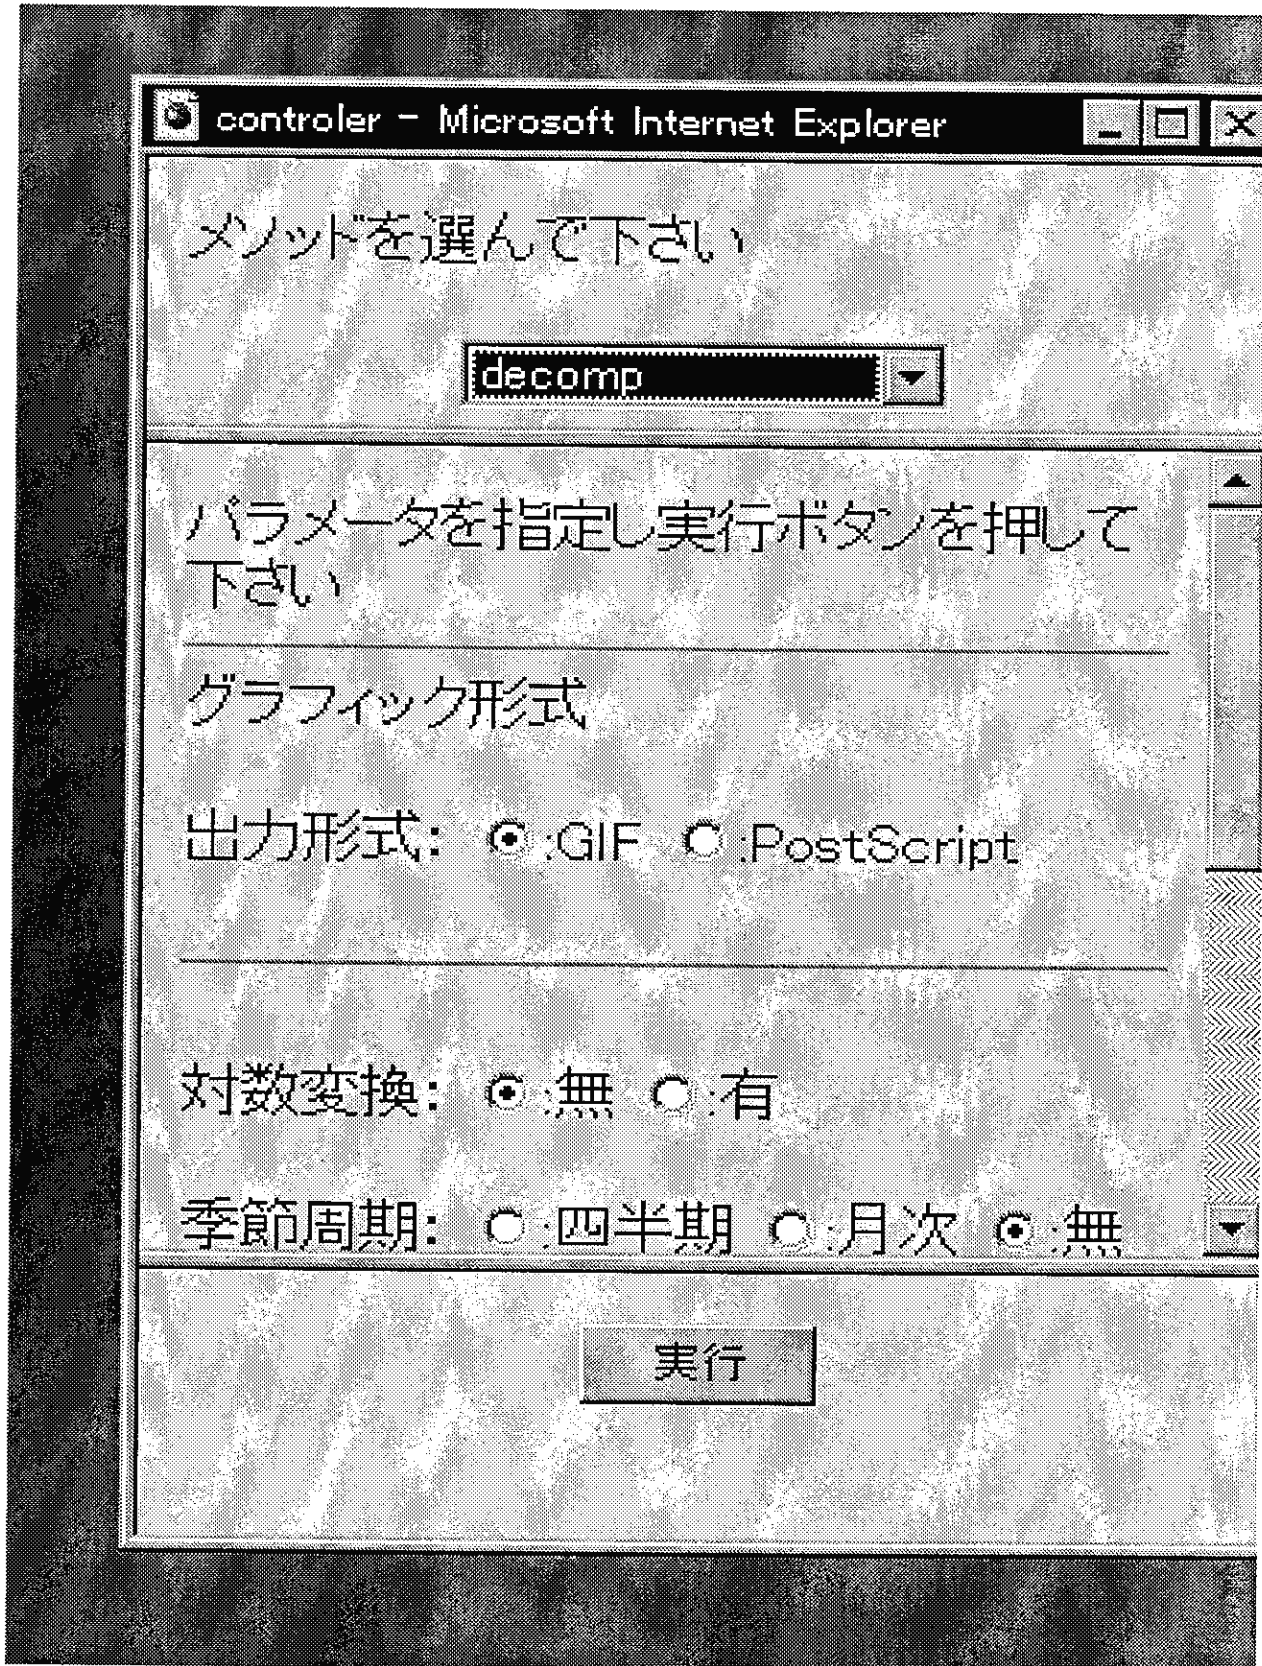 controler - Microsoft Internet Explorer
メソッドを選んで下さい
decomp
パラメータを指定し実行ボタンを押して
下さい
グラフィック形式
出力形式: :GIF :PostScript
対数変換: :無 :有
季節周期: :四半期 :月次 :無
実行